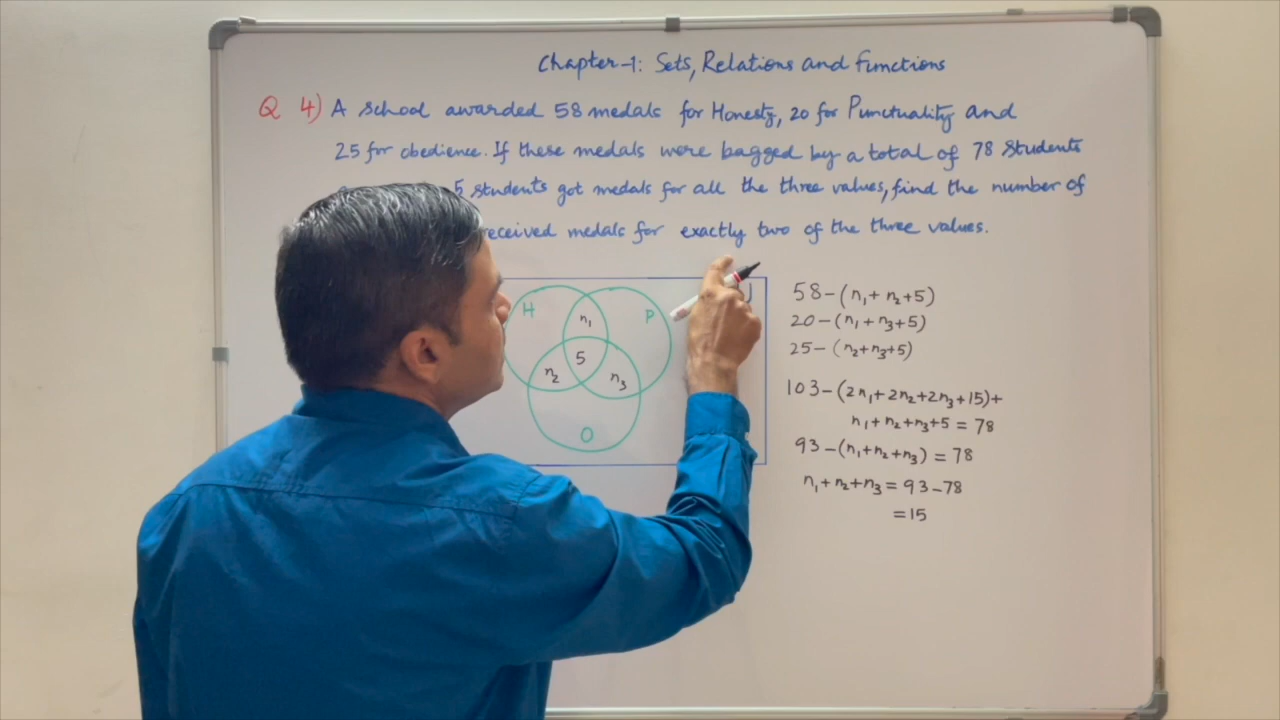 Chapter-1: Sets, Relations and Functions
Q 4) A school awarded 58 medals for Honesty, 20 for Punctuality and
25 for obedience. If these medals were bagged by a total of 78 students
5 students got medals for all the three values, find the number of
received medals for exactly two of the three values.
H
P
U
n₁
5
n₂
n₃
O
58-(n₁+n₂+5)
20-(n₁+n₃+5)
25-(n₂+n₃+5)
103-(2n₁+2n₂+2n₃+15)+
n₁+n₂+n₃+5=78
93-(n₁+n₂+n₃)=78
n₁+n₂+n₃=93-78
=15